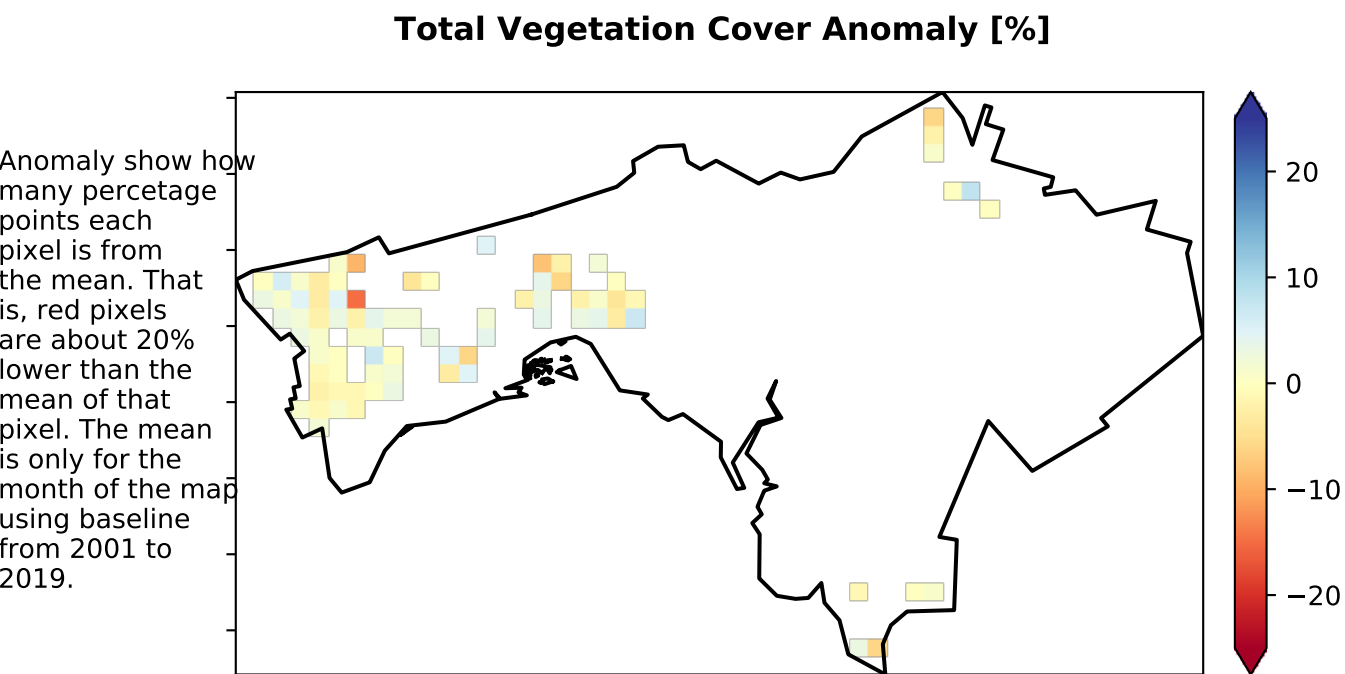 Total Vegetation Cover Anomaly [%]
Anomaly show how
many percetage
points each
pixel is from
the mean. That
is, red pixels
are about 20%
lower than the
mean of that
pixel. The mean
is only for the
month of the map
using baseline
from 2001 to
2019.
20
10
0
−10
−20